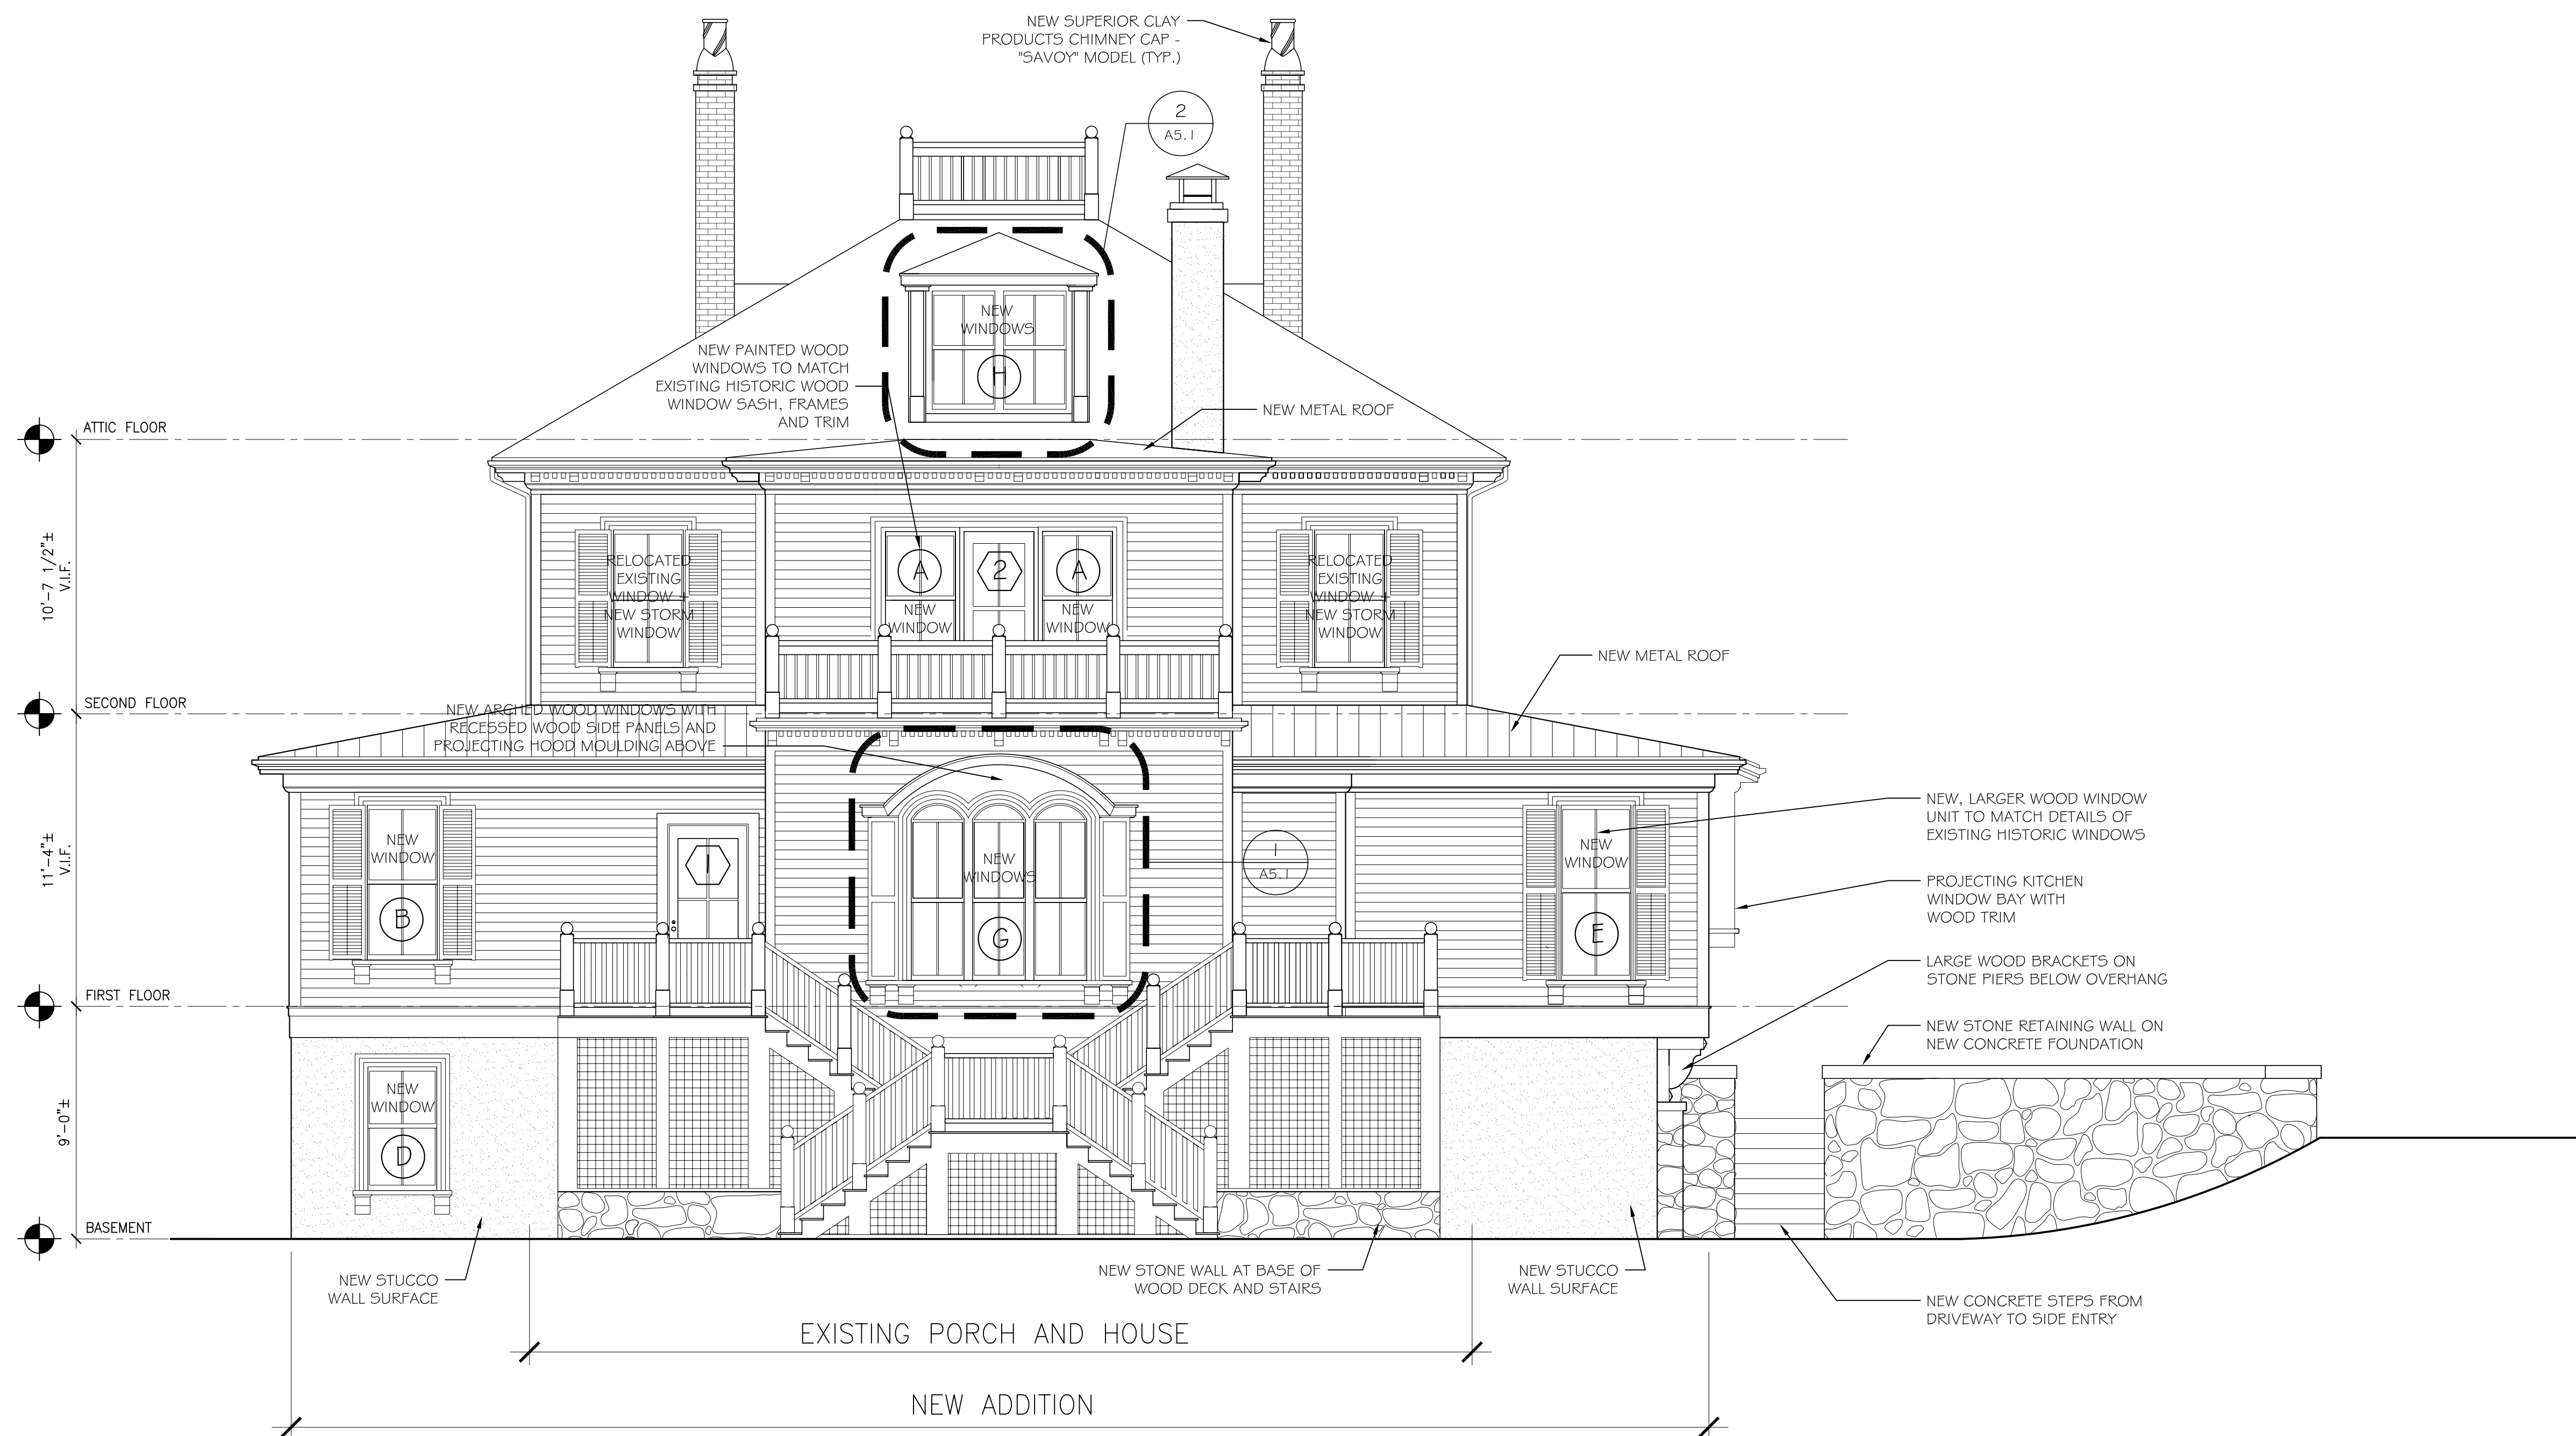 NEW SUPERIOR CLAY
PRODUCTS CHIMNEY CAP -
"SAVOY" MODEL (TYP.)
2
A5.1
NEW
WINDOWS
H
NEW PAINTED WOOD
WINDOWS TO MATCH
EXISTING HISTORIC WOOD
WINDOW SASH, FRAMES
AND TRIM
NEW METAL ROOF
ATTIC FLOOR
10'-7 1/2"±
V.I.F.
RELOCATED
EXISTING
WINDOW +
NEW STORM
WINDOW
A
NEW
WINDOW
2
A
NEW
WINDOW
RELOCATED
EXISTING
WINDOW +
NEW STORM
WINDOW
NEW METAL ROOF
SECOND FLOOR
NEW ARCHED WOOD WINDOWS WITH
RECESSED WOOD SIDE PANELS AND
PROJECTING HOOD MOULDING ABOVE
11'-4"±
V.I.F.
NEW
WINDOW
B
1
NEW
WINDOWS
G
1
A5.1
NEW
WINDOW
E
NEW, LARGER WOOD WINDOW
UNIT TO MATCH DETAILS OF
EXISTING HISTORIC WINDOWS
PROJECTING KITCHEN
WINDOW BAY WITH
WOOD TRIM
LARGE WOOD BRACKETS ON
STONE PIERS BELOW OVERHANG
FIRST FLOOR
NEW STONE RETAINING WALL ON
NEW CONCRETE FOUNDATION
9'-0"±
NEW
WINDOW
D
BASEMENT
NEW STUCCO
WALL SURFACE
NEW STONE WALL AT BASE OF
WOOD DECK AND STAIRS
NEW STUCCO
WALL SURFACE
NEW CONCRETE STEPS FROM
DRIVEWAY TO SIDE ENTRY
EXISTING PORCH AND HOUSE
NEW ADDITION